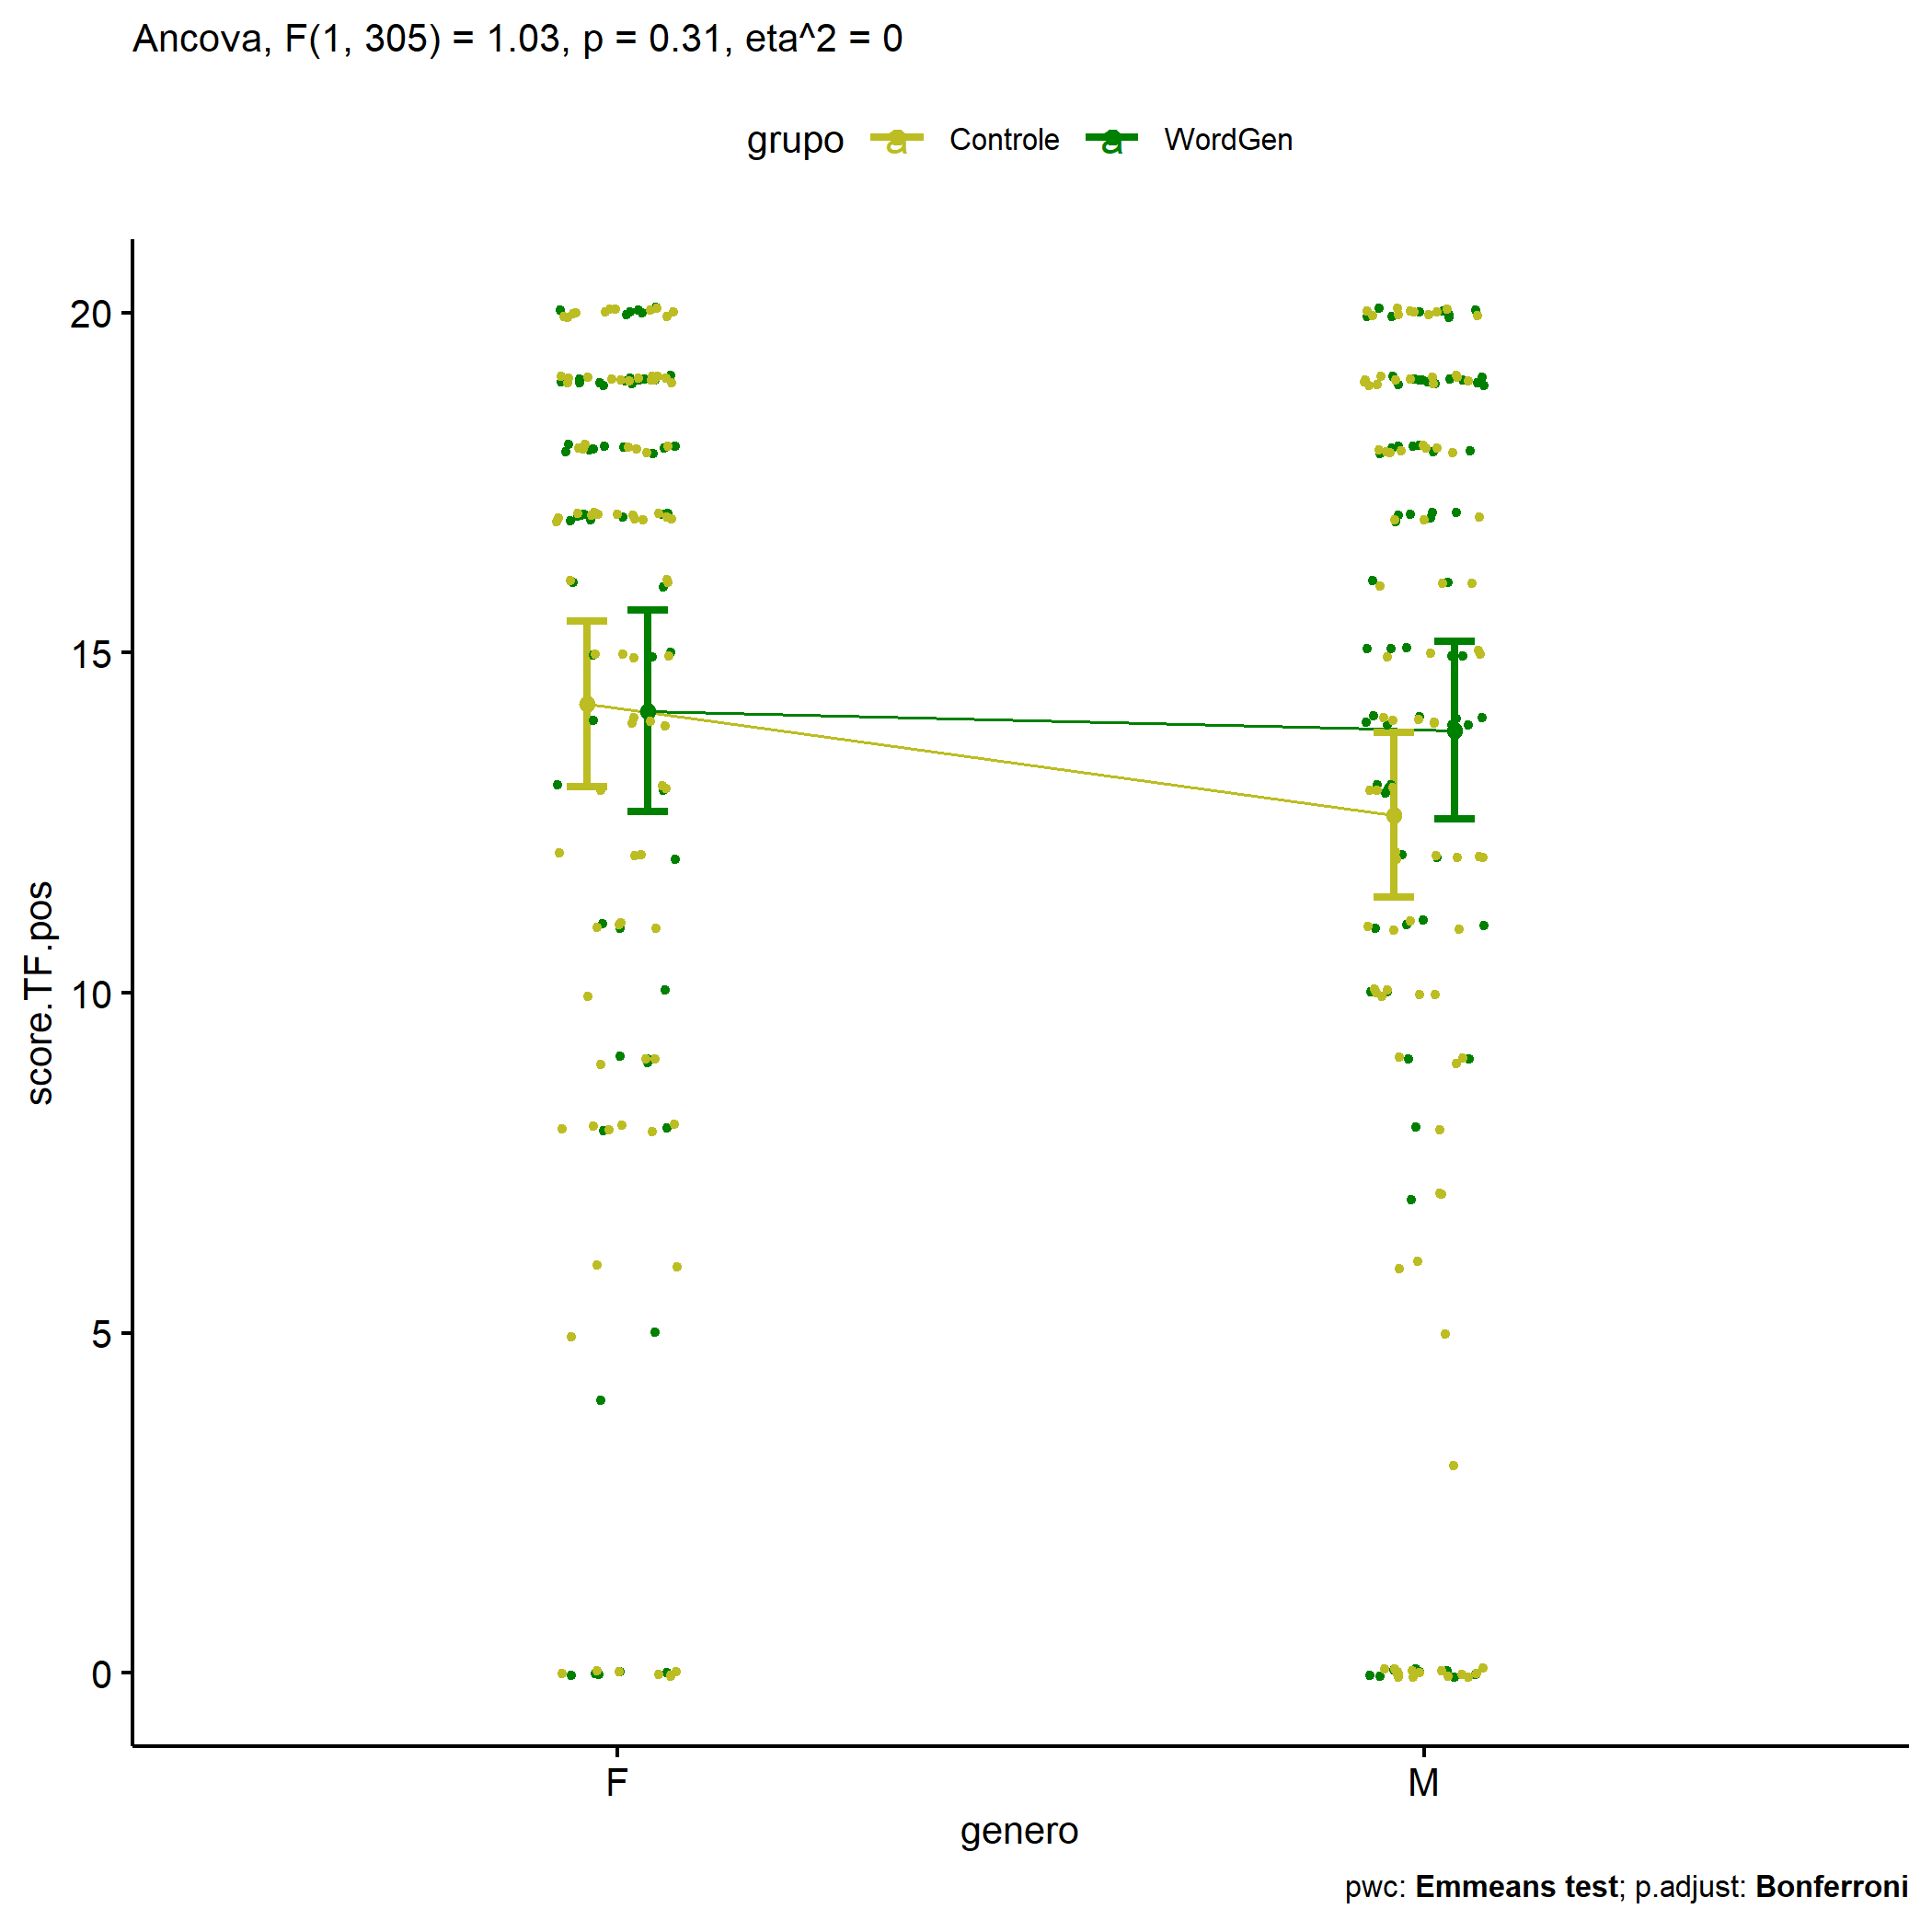 Ancova, F(1, 305) = 1.03, p = 0.31, eta^2 = 0
grupo a Controle a WordGen
20
15
10
5
0
score.TF.pos
F M
genero
pwc: Emmeans test; p.adjust: Bonferroni